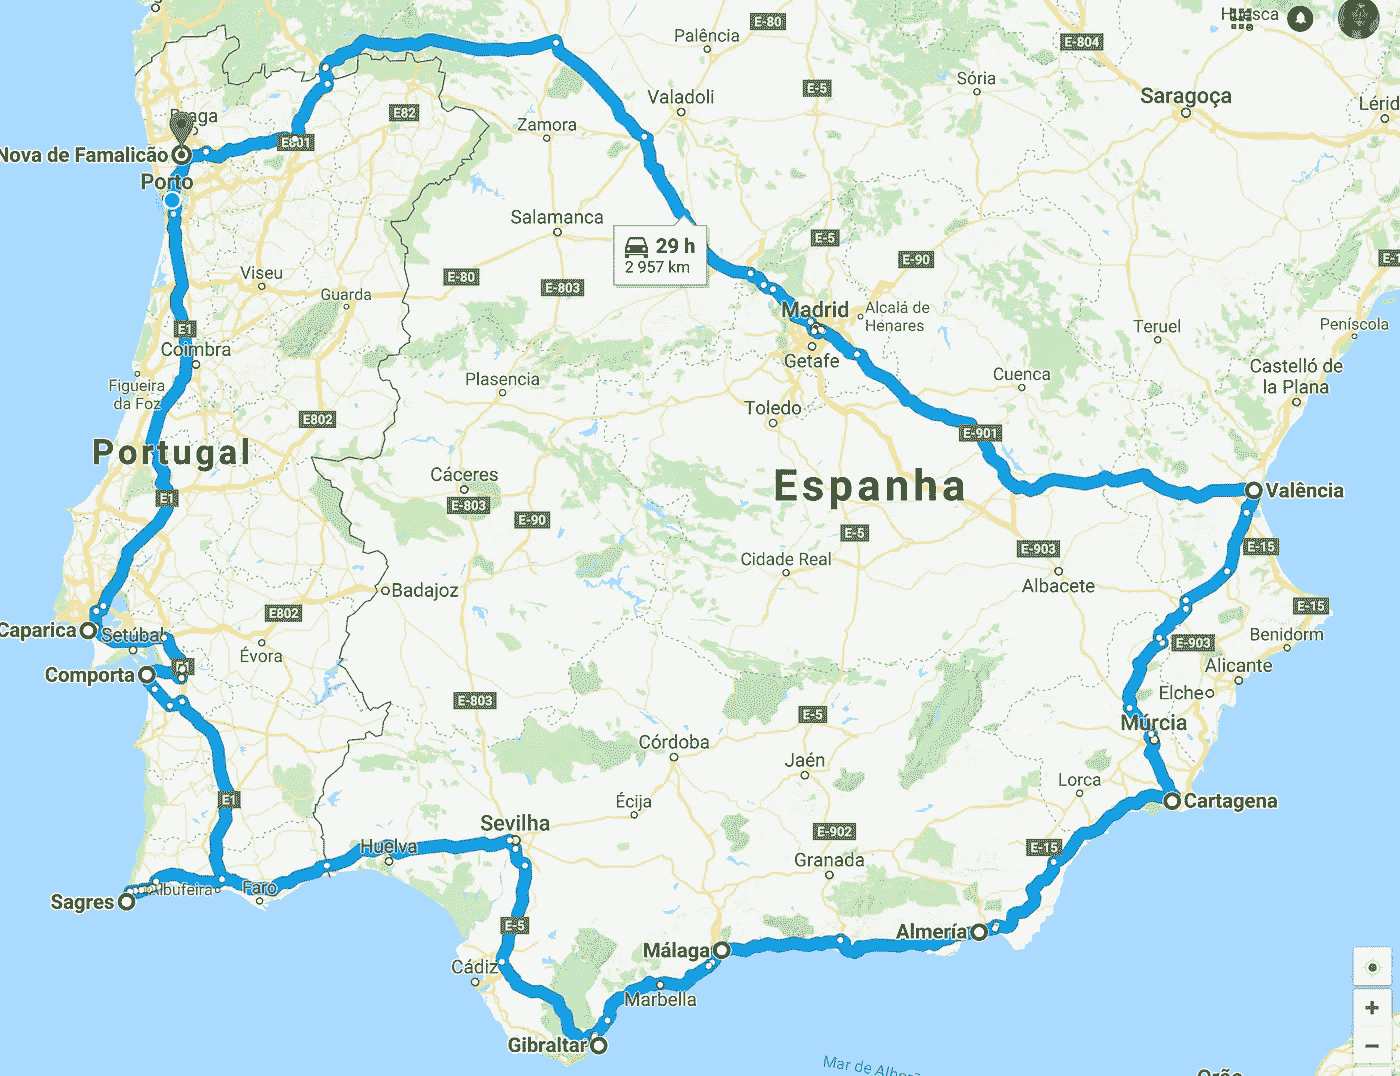 E-80
Palência
Huesca
E-804
Sória
E-5
Saragoça
Valadoli
Braga
E82
Zamora
E801
Nova de Famalicão
Porto
Salamanca
29 h
2 957 km
E-5
E-90
Viseu
E-80
E-803
Guarda
Madrid
Alcalá de
Henares
E1
Coimbra
Getafe
Teruel
Peníscola
Figueira
da Foz
Plasencia
Cuenca
Castelló de
la Plana
E802
Toledo
E-901
Portugal
Cáceres
Espanha
Valência
E1
E-803
E-90
E-5
E-903
E-15
Cidade Real
Albacete
Badajoz
E802
E-15
Caparica
Setúbal
Évora
Benidorm
E-903
Alicante
Comporta
Elche
E-803
E-5
Múrcia
Córdoba
Jaén
Lorca
Cartagena
E1
Écija
Sevilha
E-902
Huelva
Granada
E-15
Sagres
Albufeira
Faro
E-5
Almería
Málaga
Cádiz
Marbella
Gibraltar
Mar de